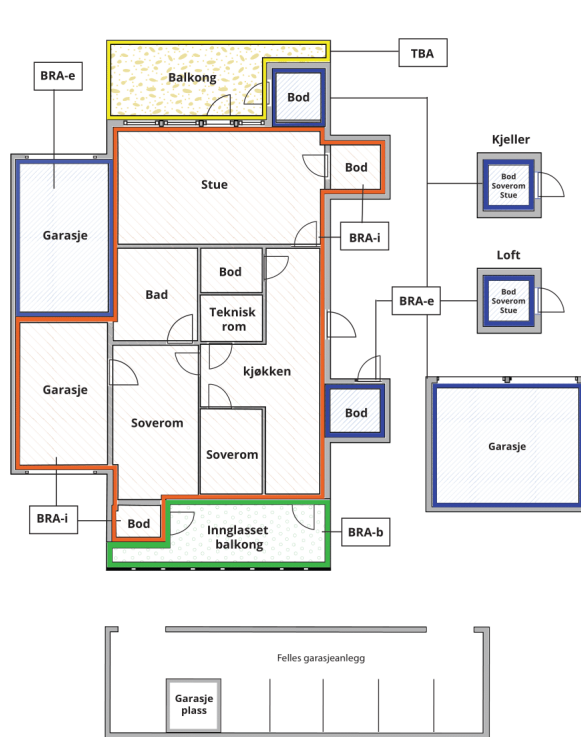 TBA
BRA-e
Balkong
Bod
Kjeller
Bod
Soverom
Stue
Bod
Stue
Garasje
BRA-i
Loft
Bod
Bad
Bod
Soverom
Stue
BRA-e
Teknisk
rom
kjøkken
Garasje
Bod
Soverom
Garasje
Soverom
BRA-i
Bod
Innglasset
balkong
BRA-b
Felles garasjeanlegg
Garasje
plass